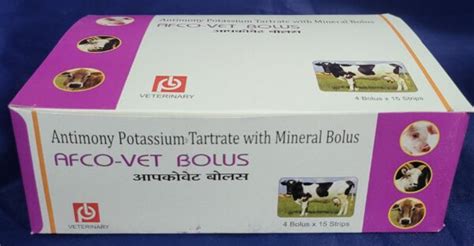 Antimony Potassium Tartrate with Mineral Bolus
AFCO-VET BOLUS
आपकोवेट बोलस
VETERINARY
4 Bolus x 15 Strips
Antimony Potassium Tartrate with Mineral Bolus
AFCO-VET BOLUS
आपकोवेट बोलस
VETERINARY
4 Bolus x 15 Strips